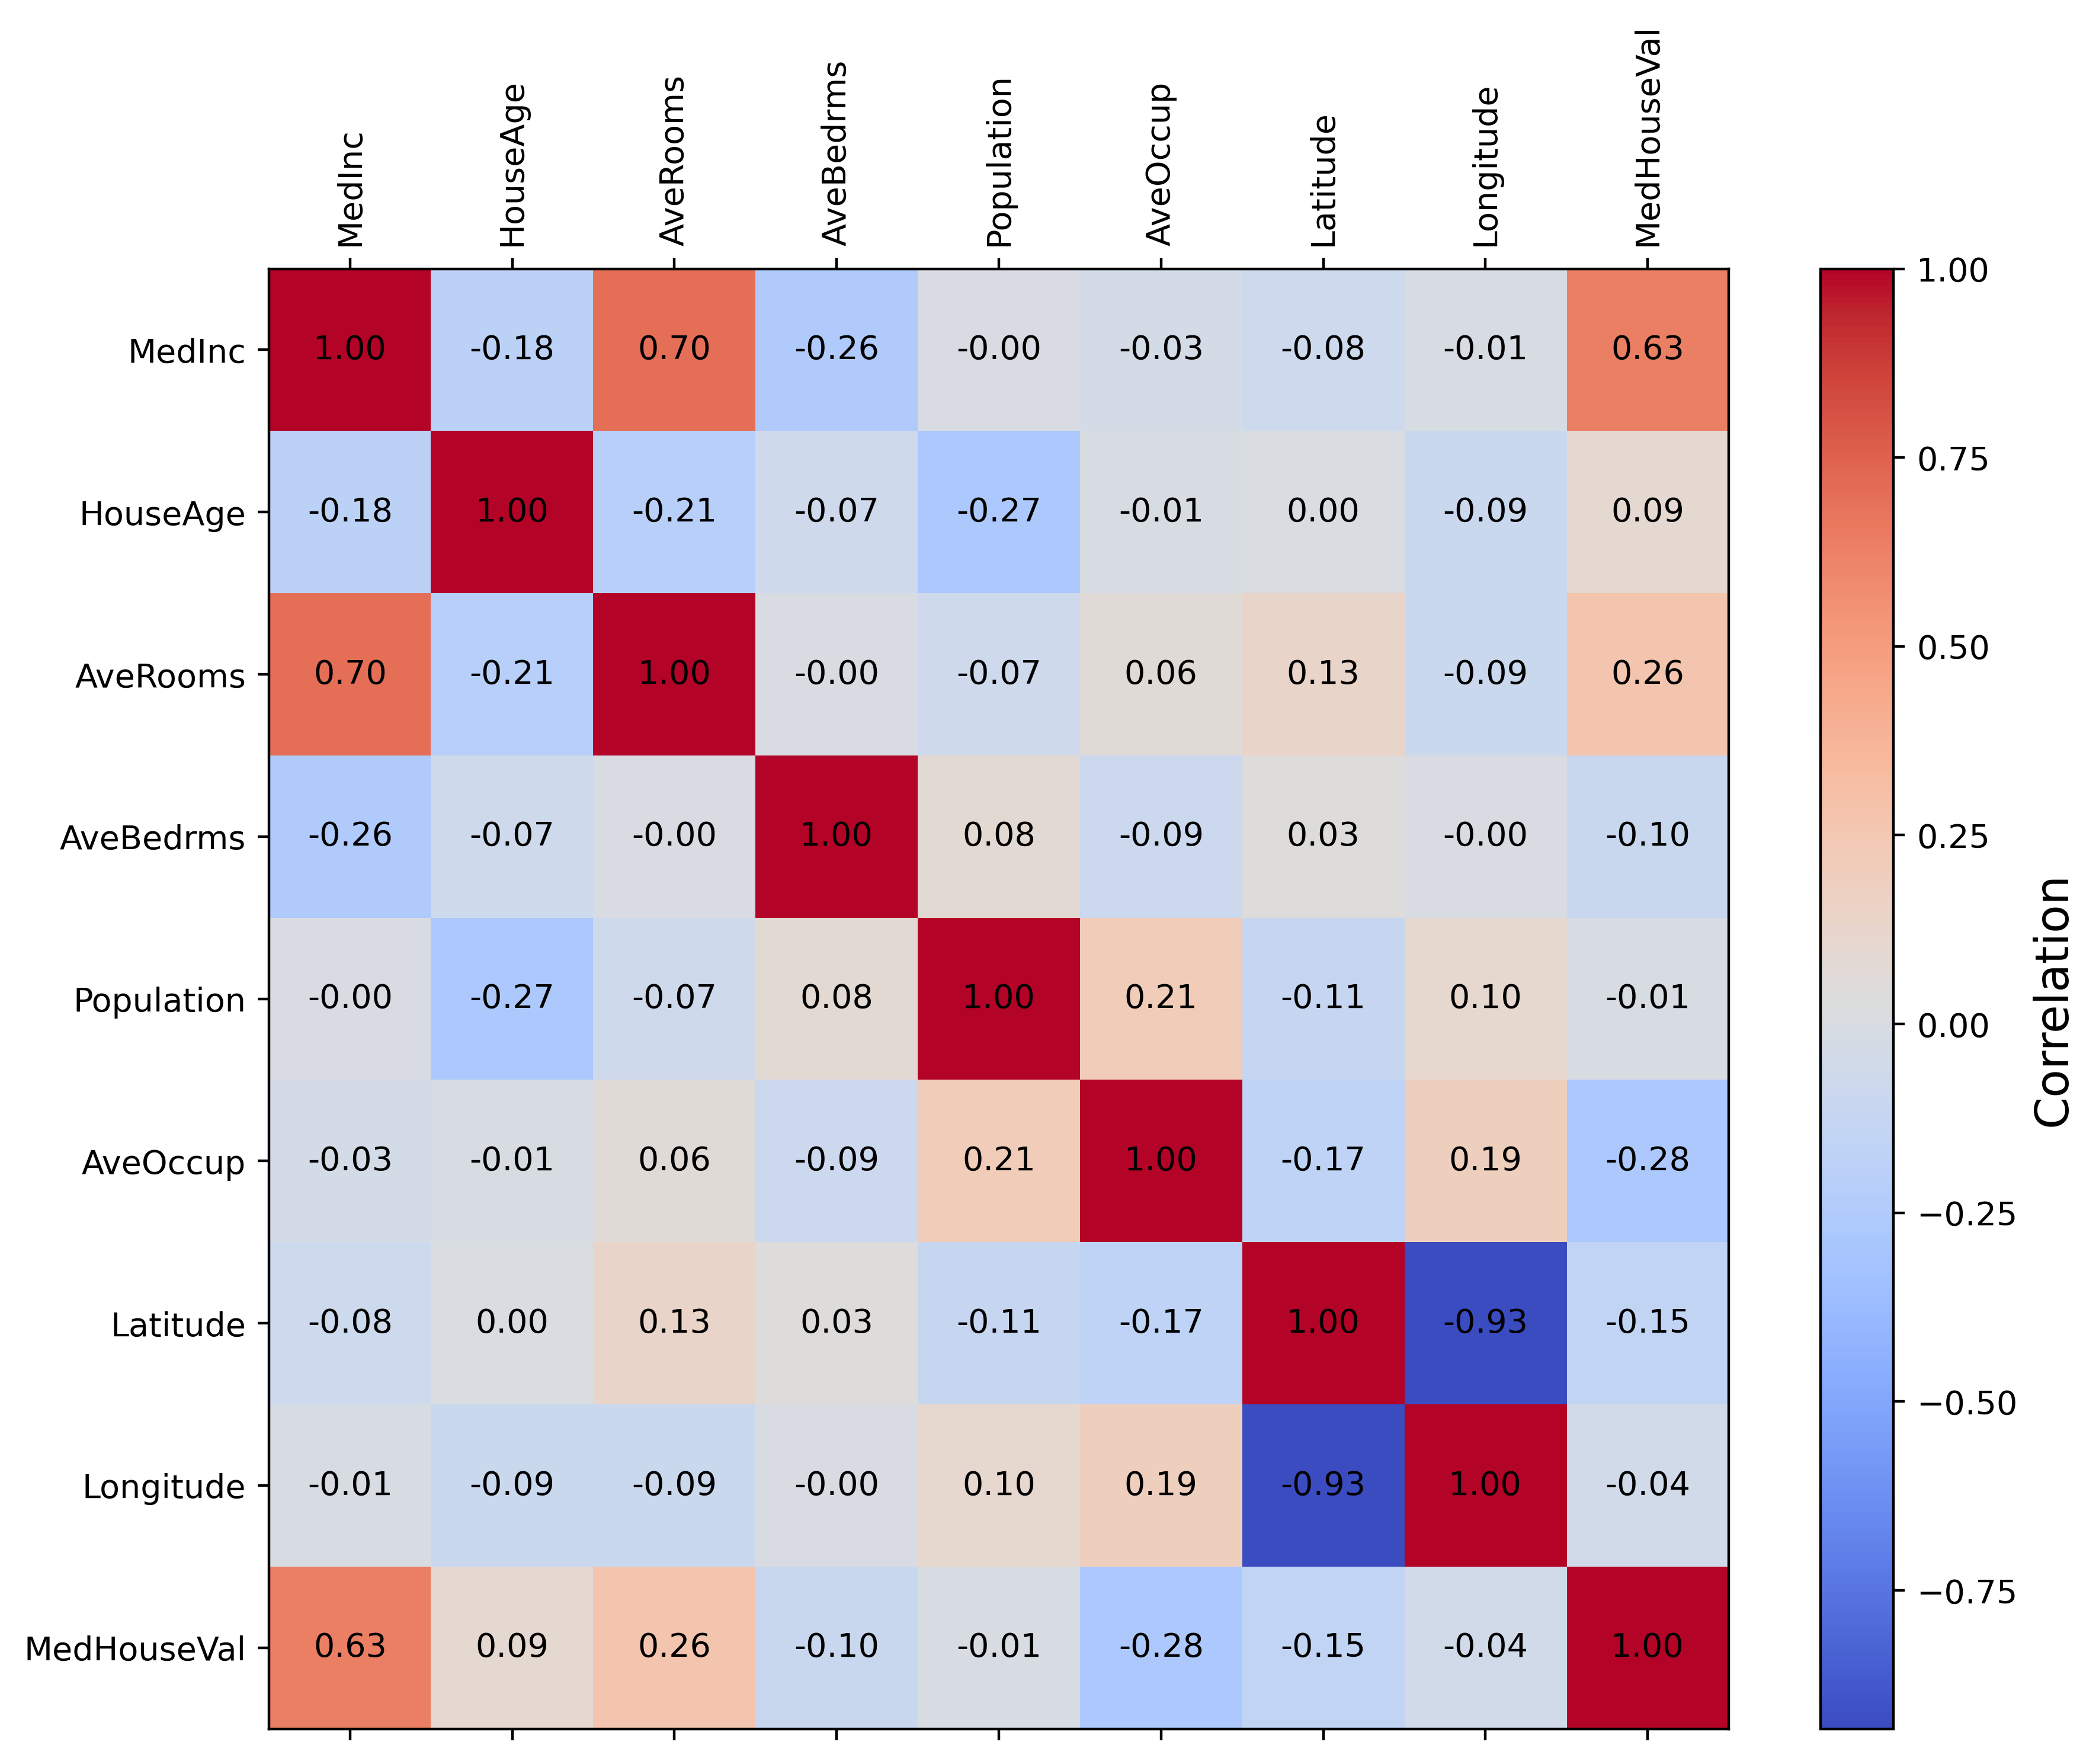 MedInc HouseAge AveRooms AveBedrms Population AveOccup Latitude Longitude MedHouseVal
MedInc 1.00 -0.18 0.70 -0.26 -0.00 -0.03 -0.08 -0.01 0.63
HouseAge -0.18 1.00 -0.21 -0.07 -0.27 -0.01 0.00 -0.09 0.09
AveRooms 0.70 -0.21 1.00 -0.00 -0.07 0.06 0.13 -0.09 0.26
AveBedrms -0.26 -0.07 -0.00 1.00 0.08 -0.09 0.03 -0.00 -0.10
Population -0.00 -0.27 -0.07 0.08 1.00 0.21 -0.11 0.10 -0.01
AveOccup -0.03 -0.01 0.06 -0.09 0.21 1.00 -0.17 0.19 -0.28
Latitude -0.08 0.00 0.13 0.03 -0.11 -0.17 1.00 -0.93 -0.15
Longitude -0.01 -0.09 -0.09 -0.00 0.10 0.19 -0.93 1.00 -0.04
MedHouseVal 0.63 0.09 0.26 -0.10 -0.01 -0.28 -0.15 -0.04 1.00
1.00
0.75
0.50
0.25
0.00
−0.25
−0.50
−0.75
Correlation